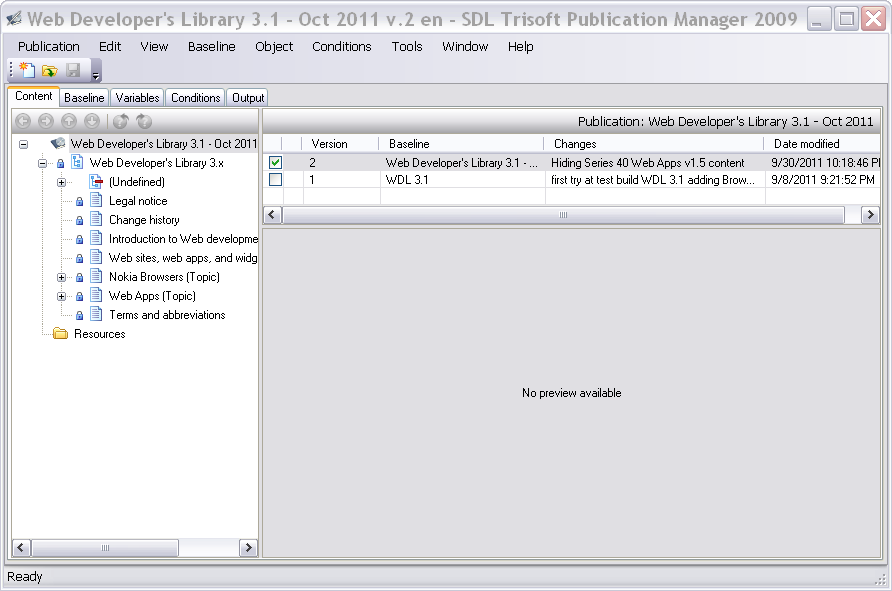 Web Developer's Library 3.1 - Oct 2011 v.2 en - SDL Trisoft Publication Manager 2009
Publication Edit View Baseline Object Conditions Tools Window Help
Content Baseline Variables Conditions Output
Publication: Web Developer's Library 3.1 - Oct 2011
Version Baseline Changes Date modified
2 Web Developer's Library 3.1 - ... Hiding Series 40 Web Apps v1.5 content 9/30/2011 10:18:46 P
1 WDL 3.1 first try at test build WDL 3.1 adding Brow... 9/8/2011 9:21:52 PM
Web Developer's Library 3.1 - Oct 2011
Web Developer's Library 3.x
(Undefined)
Legal notice
Change history
Introduction to Web developme
Web sites, web apps, and widg
Nokia Browsers (Topic)
Web Apps (Topic)
Terms and abbreviations
Resources
No preview available
Ready